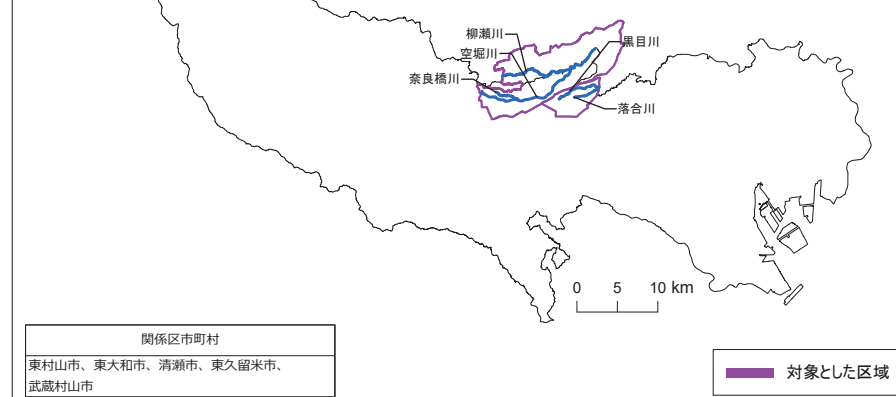 柳瀬川
空堀川
黒目川
奈良橋川
落合川
0 5 10 km
関係区市町村
東村山市、東大和市、清瀬市、東久留米市、
武蔵村山市
対象とした区域